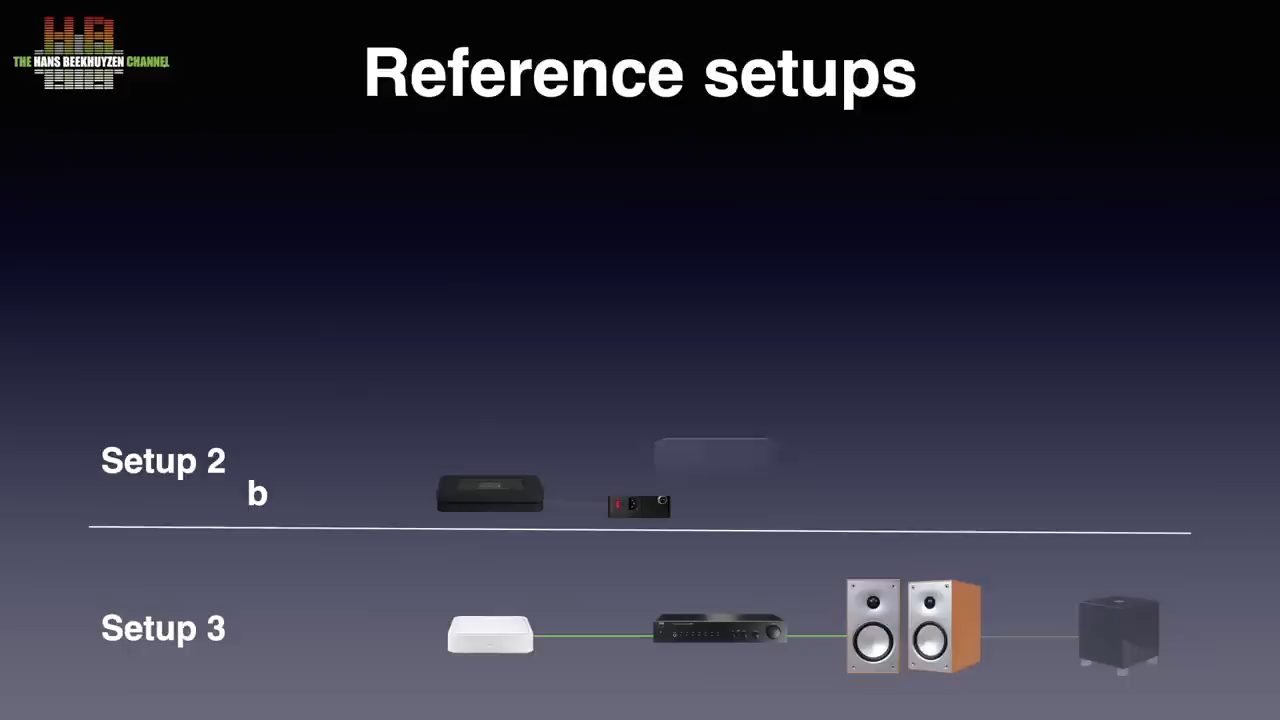 THE HANS BEEKHUYZEN CHANNEL
Reference setups
Setup 2
b
Setup 3